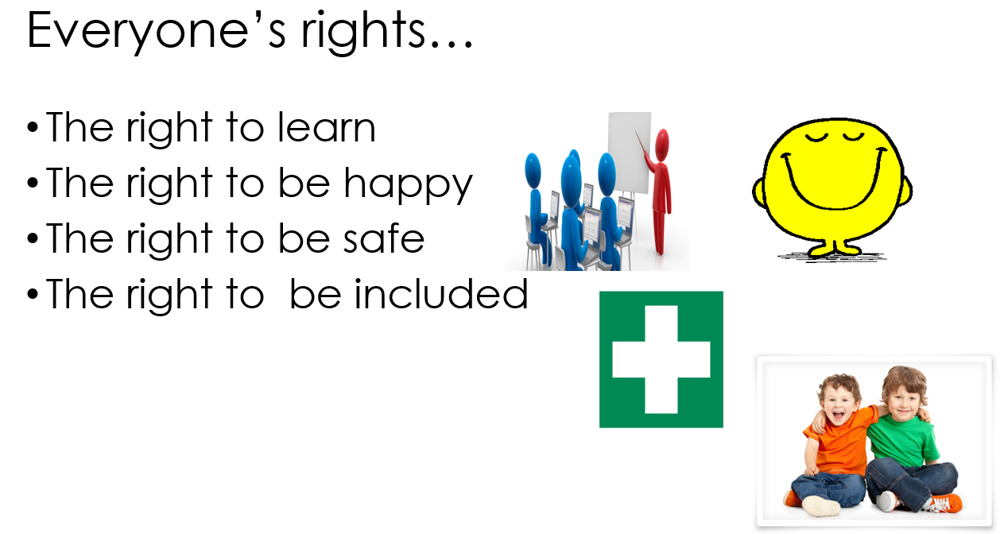 Everyone’s rights…
• The right to learn
• The right to be happy
• The right to be safe
• The right to  be included